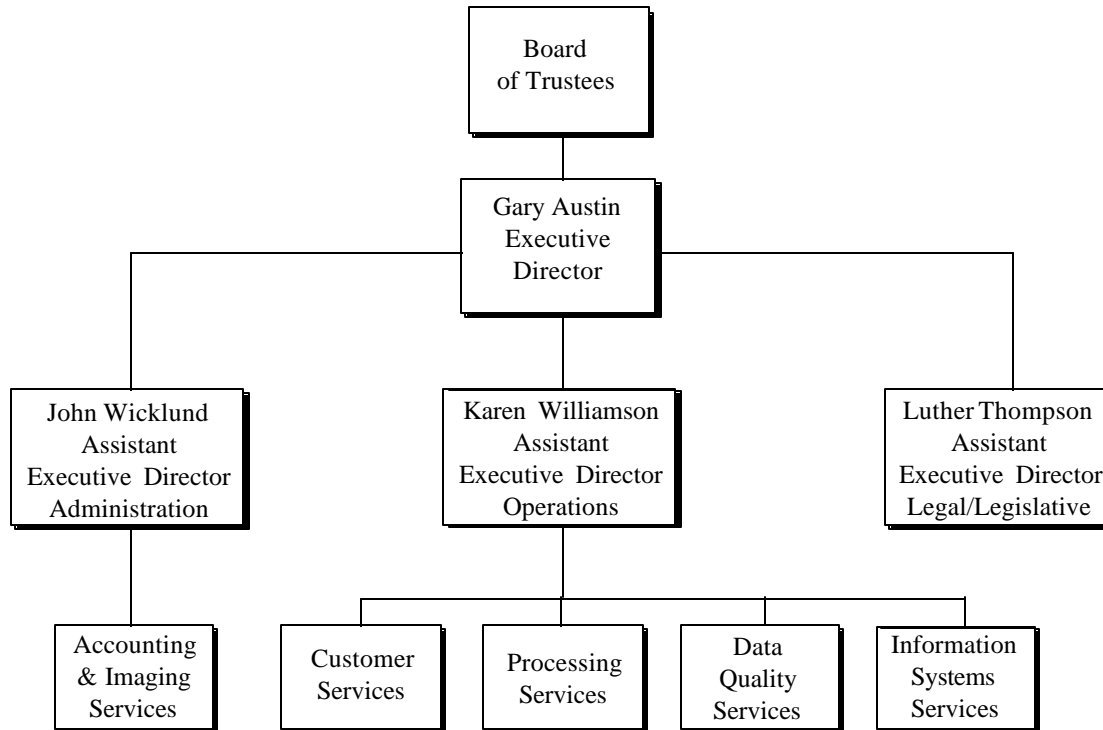 Board
of Trustees
Gary Austin
Executive
Director
John Wicklund
Assistant
Executive Director
Administration
Karen Williamson
Assistant
Executive Director
Operations
Luther Thompson
Assistant
Executive Director
Legal/Legislative
Accounting
& Imaging
Services
Customer
Services
Processing
Services
Data
Quality
Services
Information
Systems
Services